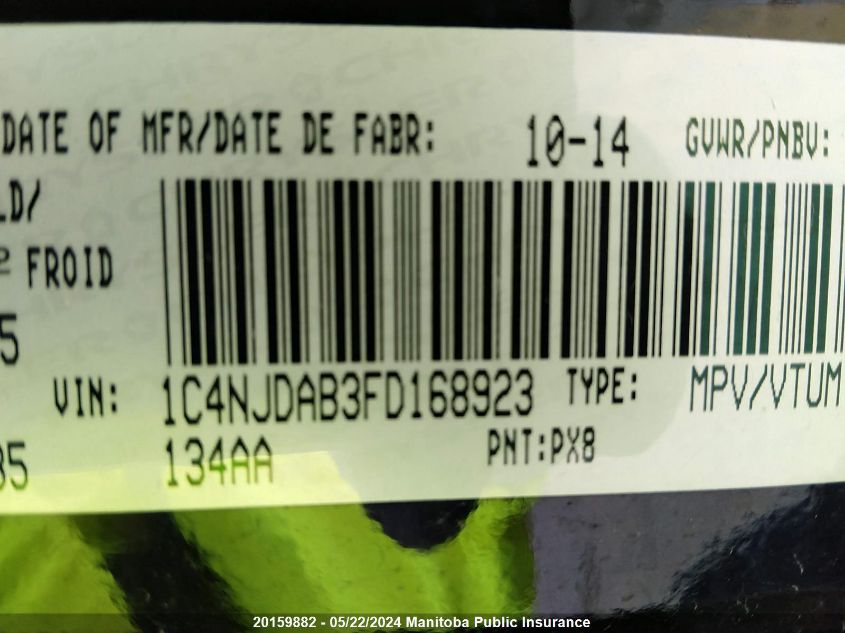 DATE OF MFR/DATE DE FABR: 10-14 GVWR/PNBV:
LD/
FROID
5
VIN: 1C4NJDAB3FD168923 TYPE: MPV/VTUM
85 134AA PNT:PX8
20159882 - 05/22/2024 Manitoba Public Insurance